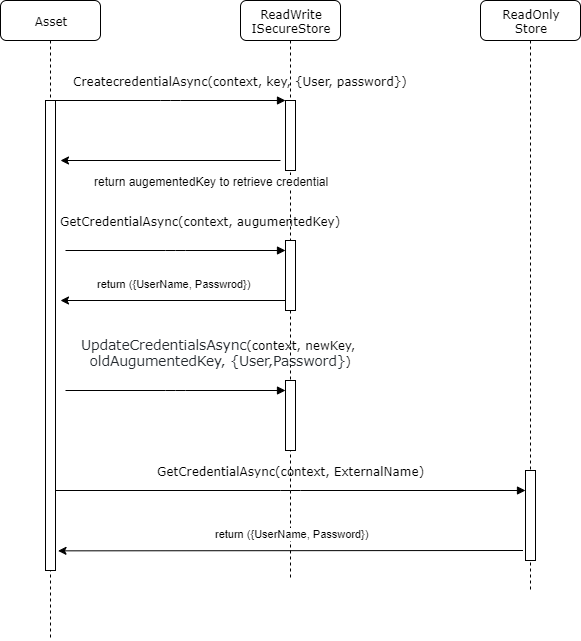 Asset
ReadWrite
ISecureStore
ReadOnly
Store
CreatecredentialAsync(context, key, {User, password})
return augementedKey to retrieve credential
GetCredentialAsync(context, augumentedKey)
return ({UserName, Passwrod})
UpdateCredentialsAsync(context, newKey,
oldAugumentedKey, {User,Password})
GetCredentialAsync(context, ExternalName)
return ({UserName, Password})